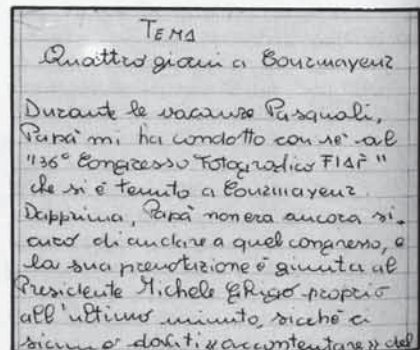 TEMA
Quattro giorni a Courmayeur
Durante le vacanze Pasquali,
Papà mi ha condotto con sè al
"36° Congresso Fotografico FIAF"
che si è tenuto a Courmayeur.
Dapprima, Papà non era ancora si=
curo di andare a quel congresso, e
la sua prenotazione è giunta al
Presidente Michele Ghigo proprio
all'ultimo minuto, sicchè ci
siamo dovuti «accontentare» del